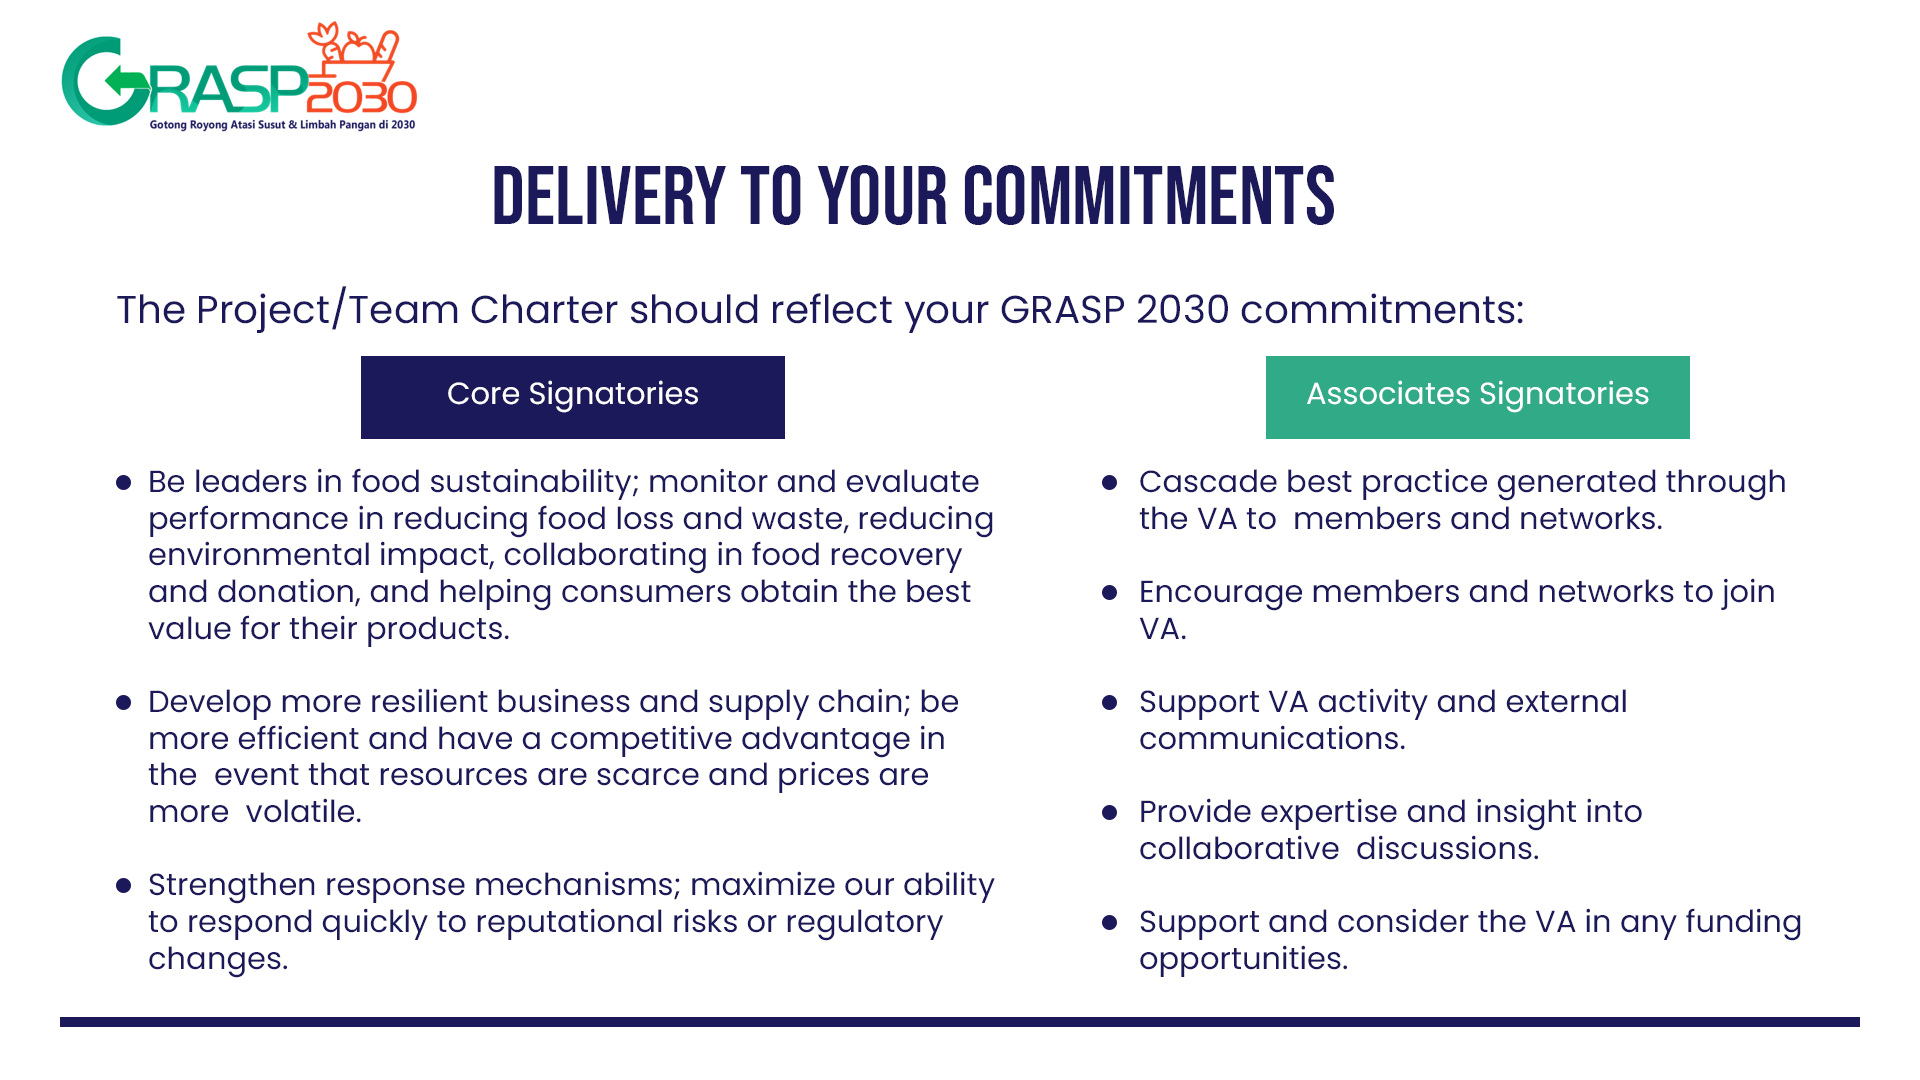 GRASP 2030
Gotong Royong Atasi Susut & Limbah Pangan di 2030
DELIVERY TO YOUR COMMITMENTS
The Project/Team Charter should reflect your GRASP 2030 commitments:
Core Signatories
● Be leaders in food sustainability; monitor and evaluate
performance in reducing food loss and waste, reducing
environmental impact, collaborating in food recovery
and donation, and helping consumers obtain the best
value for their products.
● Develop more resilient business and supply chain; be
more efficient and have a competitive advantage in
the  event that resources are scarce and prices are
more  volatile.
● Strengthen response mechanisms; maximize our ability
to respond quickly to reputational risks or regulatory
changes.
Associates Signatories
● Cascade best practice generated through
the VA to  members and networks.
● Encourage members and networks to join
VA.
● Support VA activity and external
communications.
● Provide expertise and insight into
collaborative  discussions.
● Support and consider the VA in any funding
opportunities.